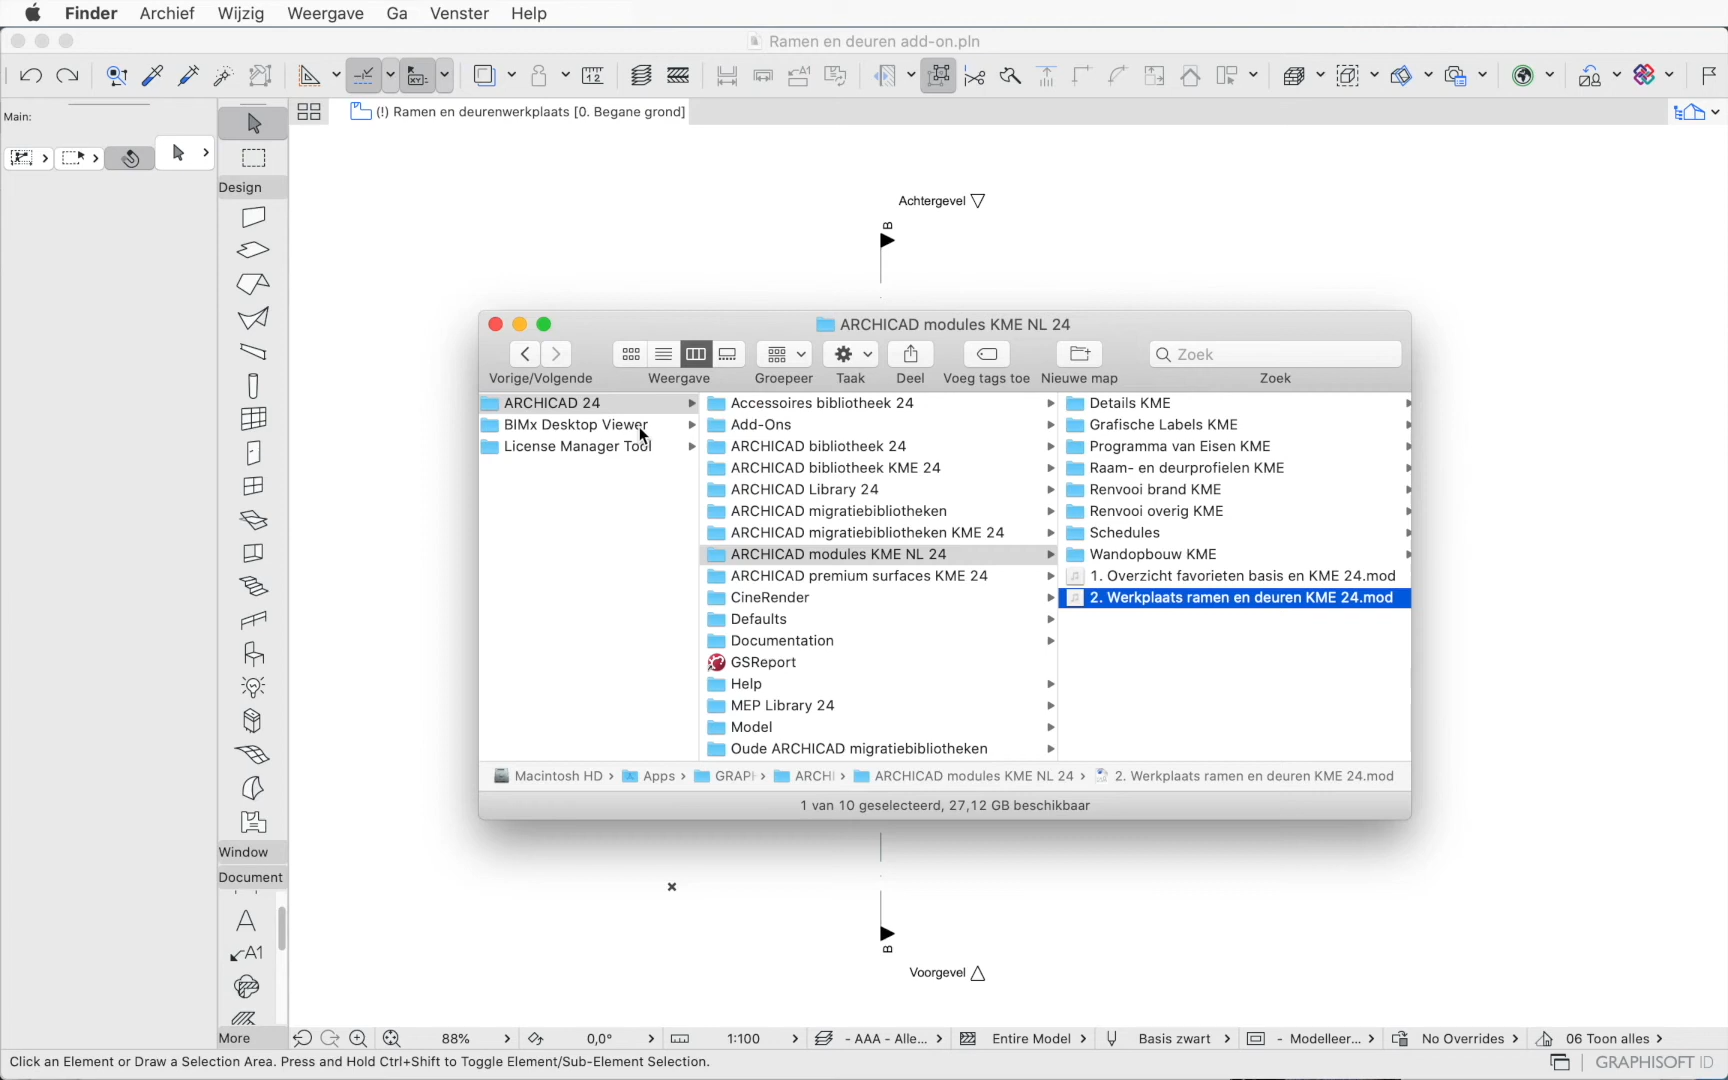 Finder Archief Wijzig Weergave Ga Venster Help
Ramen en deuren add-on.pln
Main:
(!) Ramen en deurenwerkplaats [0. Begane grond]
Design
Achtergevel
B
ARCHICAD modules KME NL 24
Zoek
Vorige/Volgende Weergave Groepeer Taak Deel Voeg tags toe Nieuwe map Zoek
ARCHICAD 24
BIMx Desktop Viewer
License Manager Tool
Accessoires bibliotheek 24
Add-Ons
ARCHICAD bibliotheek 24
ARCHICAD bibliotheek KME 24
ARCHICAD Library 24
ARCHICAD migratiebibliotheken
ARCHICAD migratiebibliotheken KME 24
ARCHICAD modules KME NL 24
ARCHICAD premium surfaces KME 24
CineRender
Defaults
Documentation
GSReport
Help
MEP Library 24
Model
Oude ARCHICAD migratiebibliotheken
Details KME
Grafische Labels KME
Programma van Eisen KME
Raam- en deurprofielen KME
Renvooi brand KME
Renvooi overig KME
Schedules
Wandopbouw KME
1. Overzicht favorieten basis en KME 24.mod
2. Werkplaats ramen en deuren KME 24.mod
Macintosh HD › Apps › GRAPH › ARCHI › ARCHICAD modules KME NL 24 › 2. Werkplaats ramen en deuren KME 24.mod
1 van 10 geselecteerd, 27,12 GB beschikbaar
Window
Document
A
A1
B
Voorgevel
More
88% 0,0° 1:100 - AAA - Alle... Entire Model Basis zwart - Modelleer... No Overrides 06 Toon alles
Click an Element or Draw a Selection Area. Press and Hold Ctrl+Shift to Toggle Element/Sub-Element Selection.
GRAPHISOFT ID